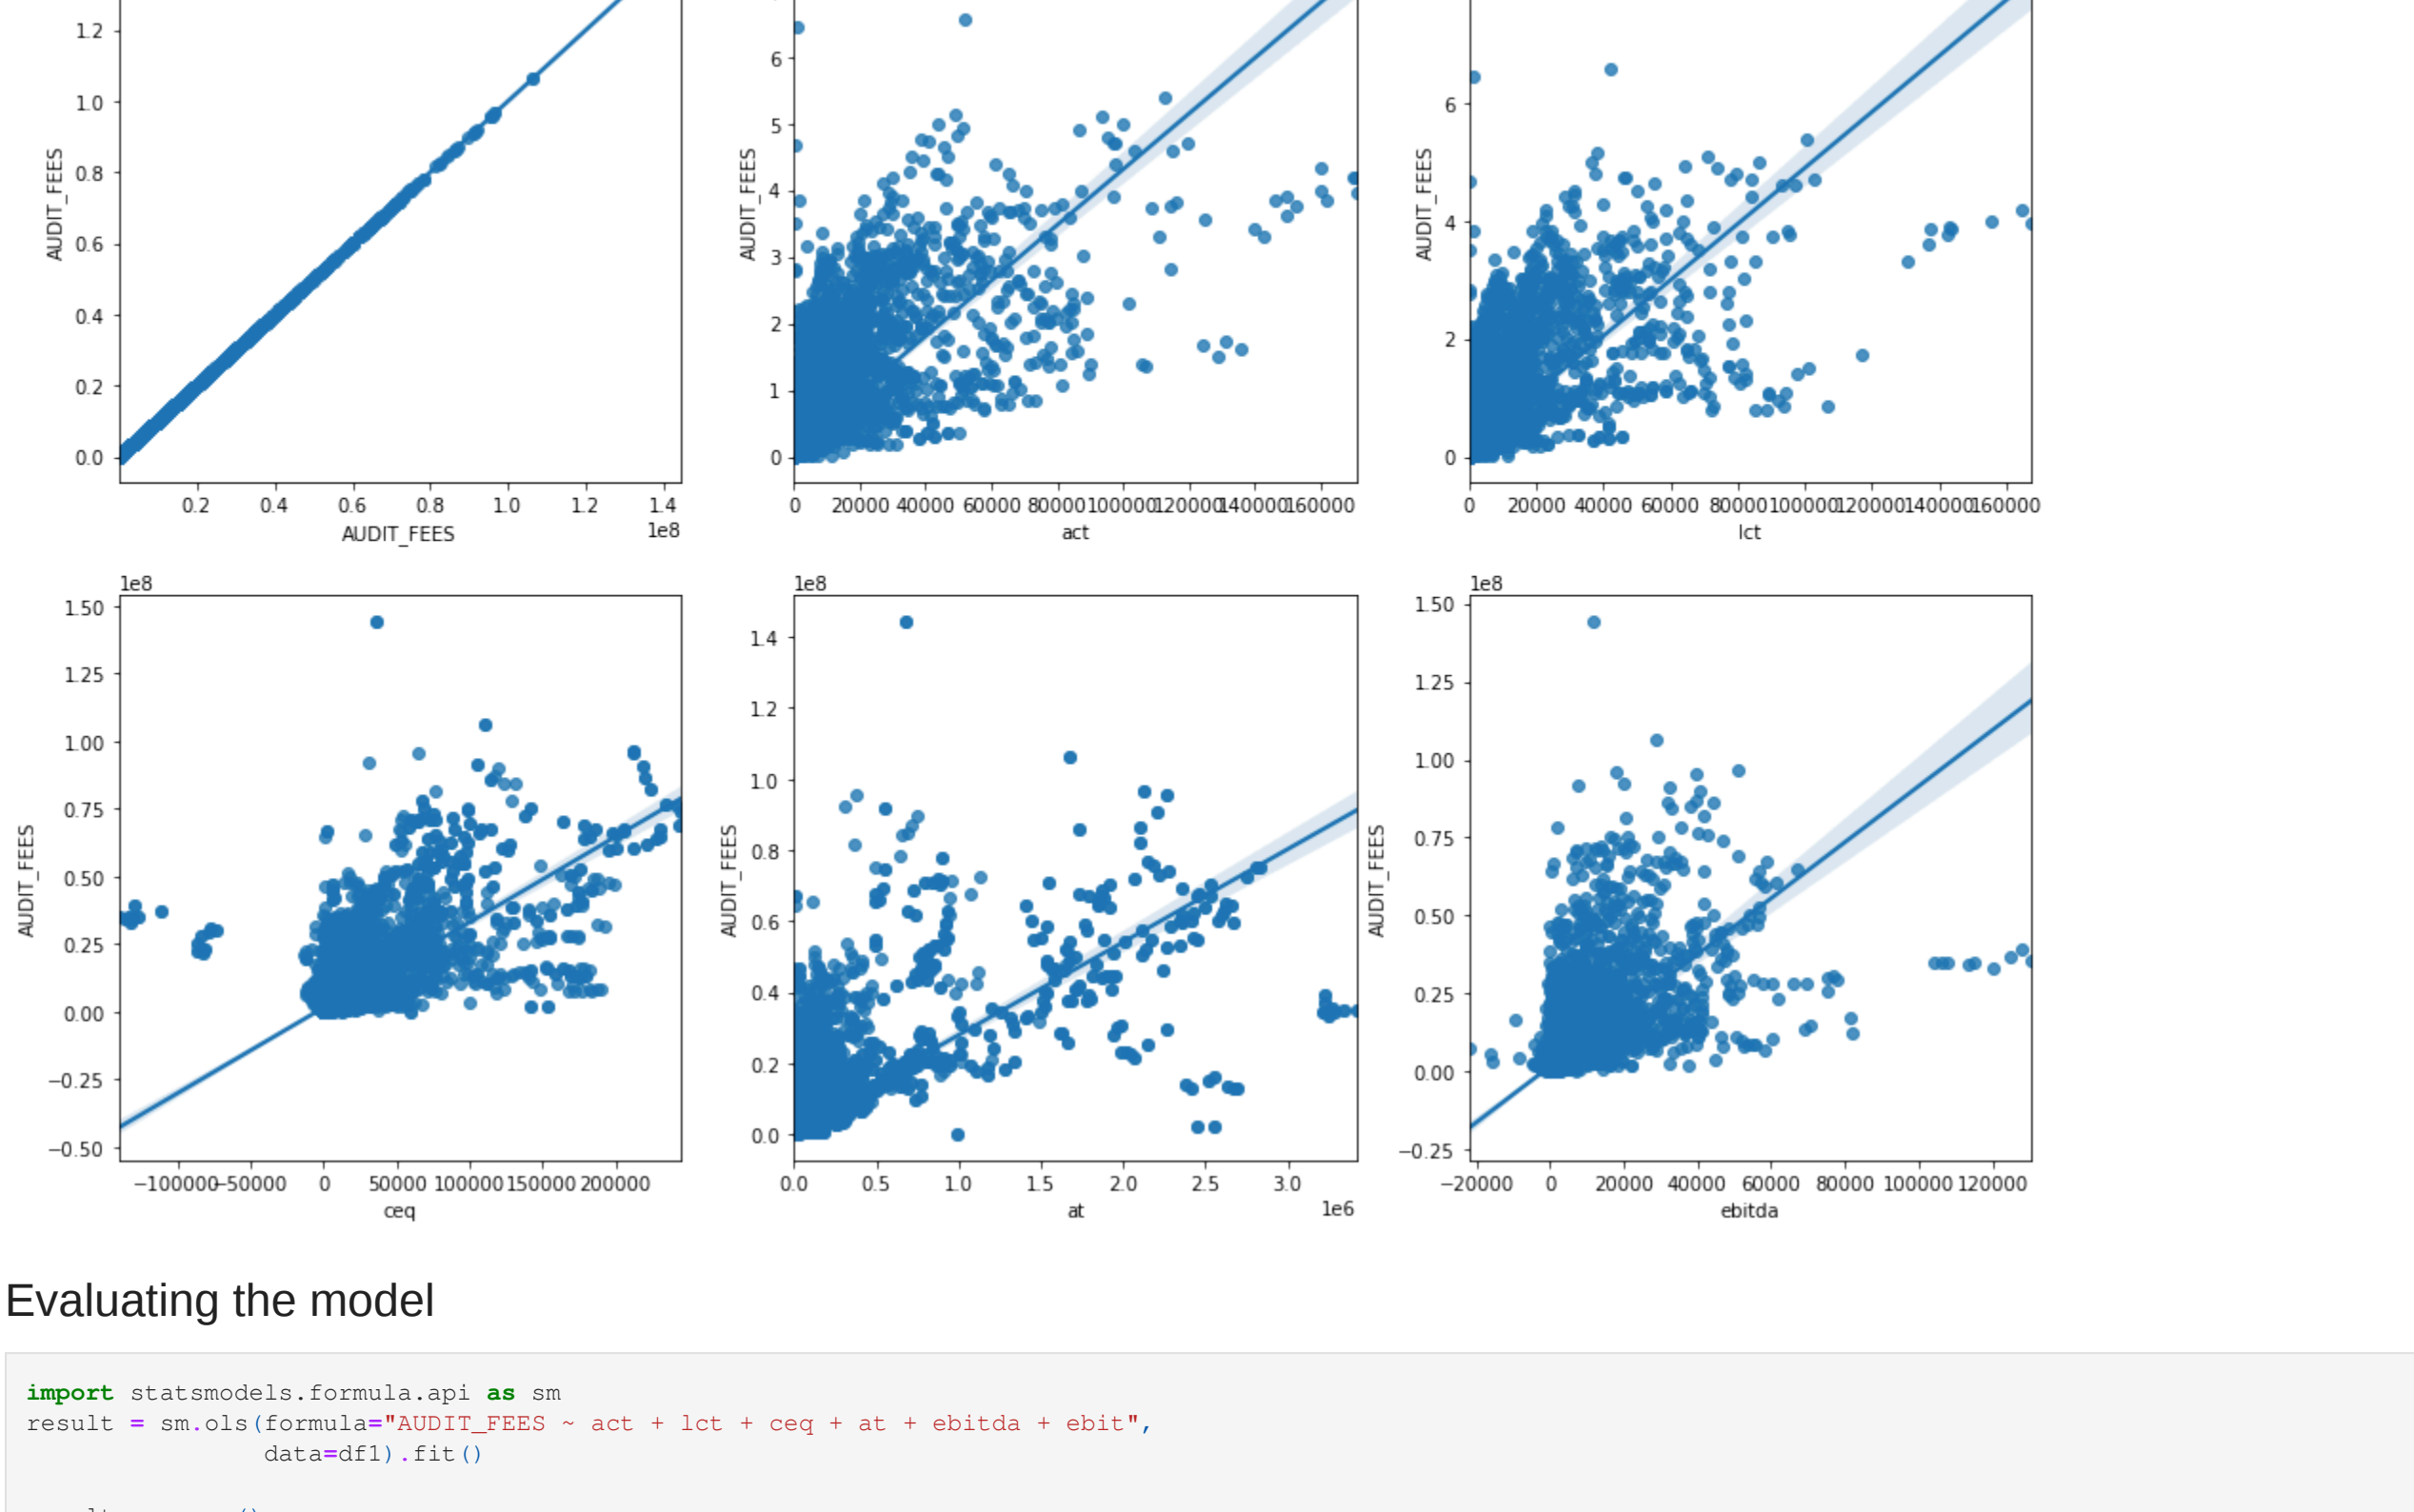 1.2
1.0
0.8
0.6
0.4
0.2
0.0
AUDIT_FEES
0.2 0.4 0.6 0.8 1.0 1.2 1.4
1e8
AUDIT_FEES
6
5
4
3
2
1
0
AUDIT_FEES
0 20000 40000 60000 80000 100000 120000 140000 160000
act
6
4
2
0
AUDIT_FEES
0 20000 40000 60000 80000 100000 120000 140000 160000
lct
1e8
1.50
1.25
1.00
0.75
0.50
0.25
0.00
−0.25
−0.50
AUDIT_FEES
−100000 −50000 0 50000 100000 150000 200000
ceq
1e8
1.4
1.2
1.0
0.8
0.6
0.4
0.2
0.0
AUDIT_FEES
0.0 0.5 1.0 1.5 2.0 2.5 3.0
1e6
at
1e8
1.50
1.25
1.00
0.75
0.50
0.25
0.00
−0.25
AUDIT_FEES
−20000 0 20000 40000 60000 80000 100000 120000
ebitda
Evaluating the model
import statsmodels.formula.api as sm
result = sm.ols(formula="AUDIT_FEES ~ act + lct + ceq + at + ebitda + ebit",
data=df1).fit()